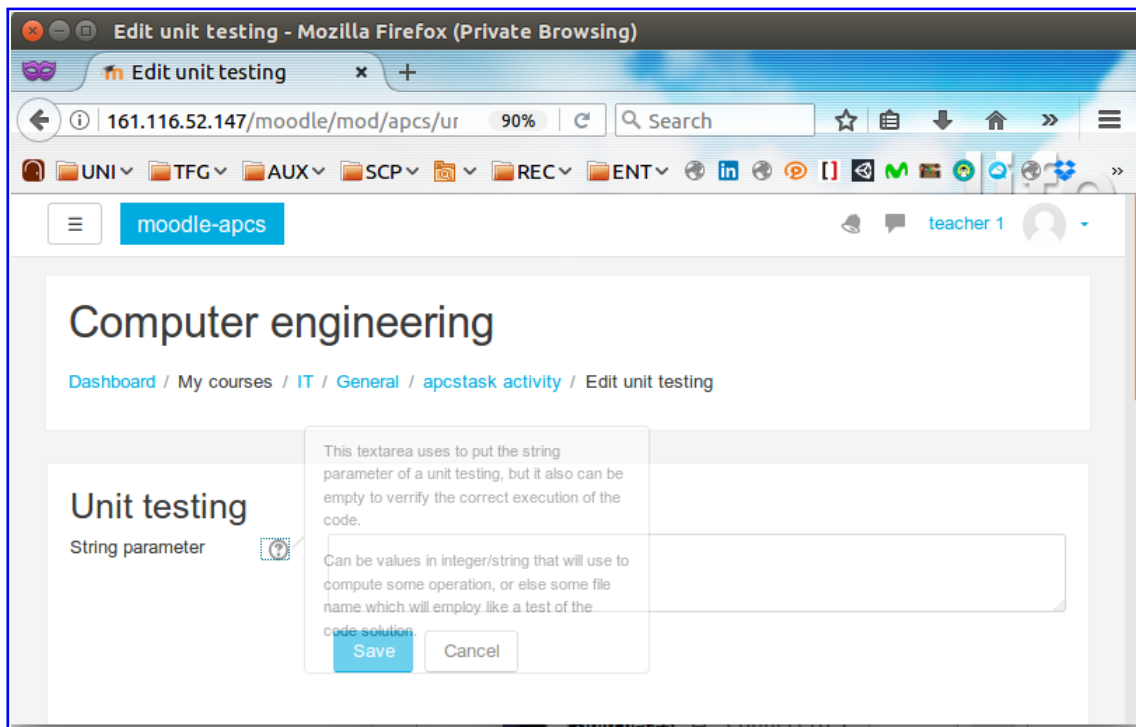 Edit unit testing - Mozilla Firefox (Private Browsing)
Edit unit testing
161.116.52.147/moodle/mod/apcs/ur 90% Search
UNI TFG AUX SCP REC ENT
moodle-apcs teacher 1
Computer engineering
Dashboard / My courses / IT / General / apcstask activity / Edit unit testing
This textarea uses to put the string
parameter of a unit testing, but it also can be
empty to verrify the correct execution of the
code.
Unit testing
String parameter
Can be values in integer/string that will use to
compute some operation, or else some file
name which will employ like a test of the
code solution.
Save Cancel